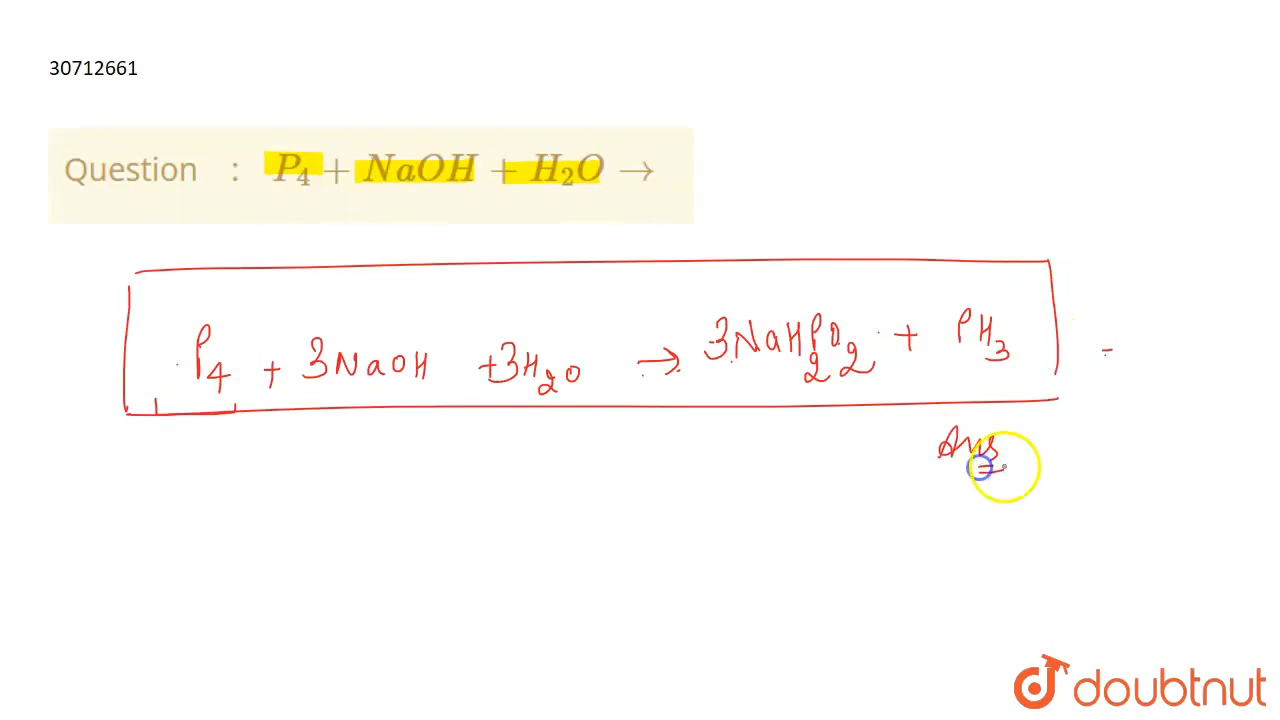 30712661
Question : P₄ + NaOH + H₂O →
P₄ + 3NaOH + 3H₂O → 3NaH₂PO₂ + PH₃
Ans
doubtnut